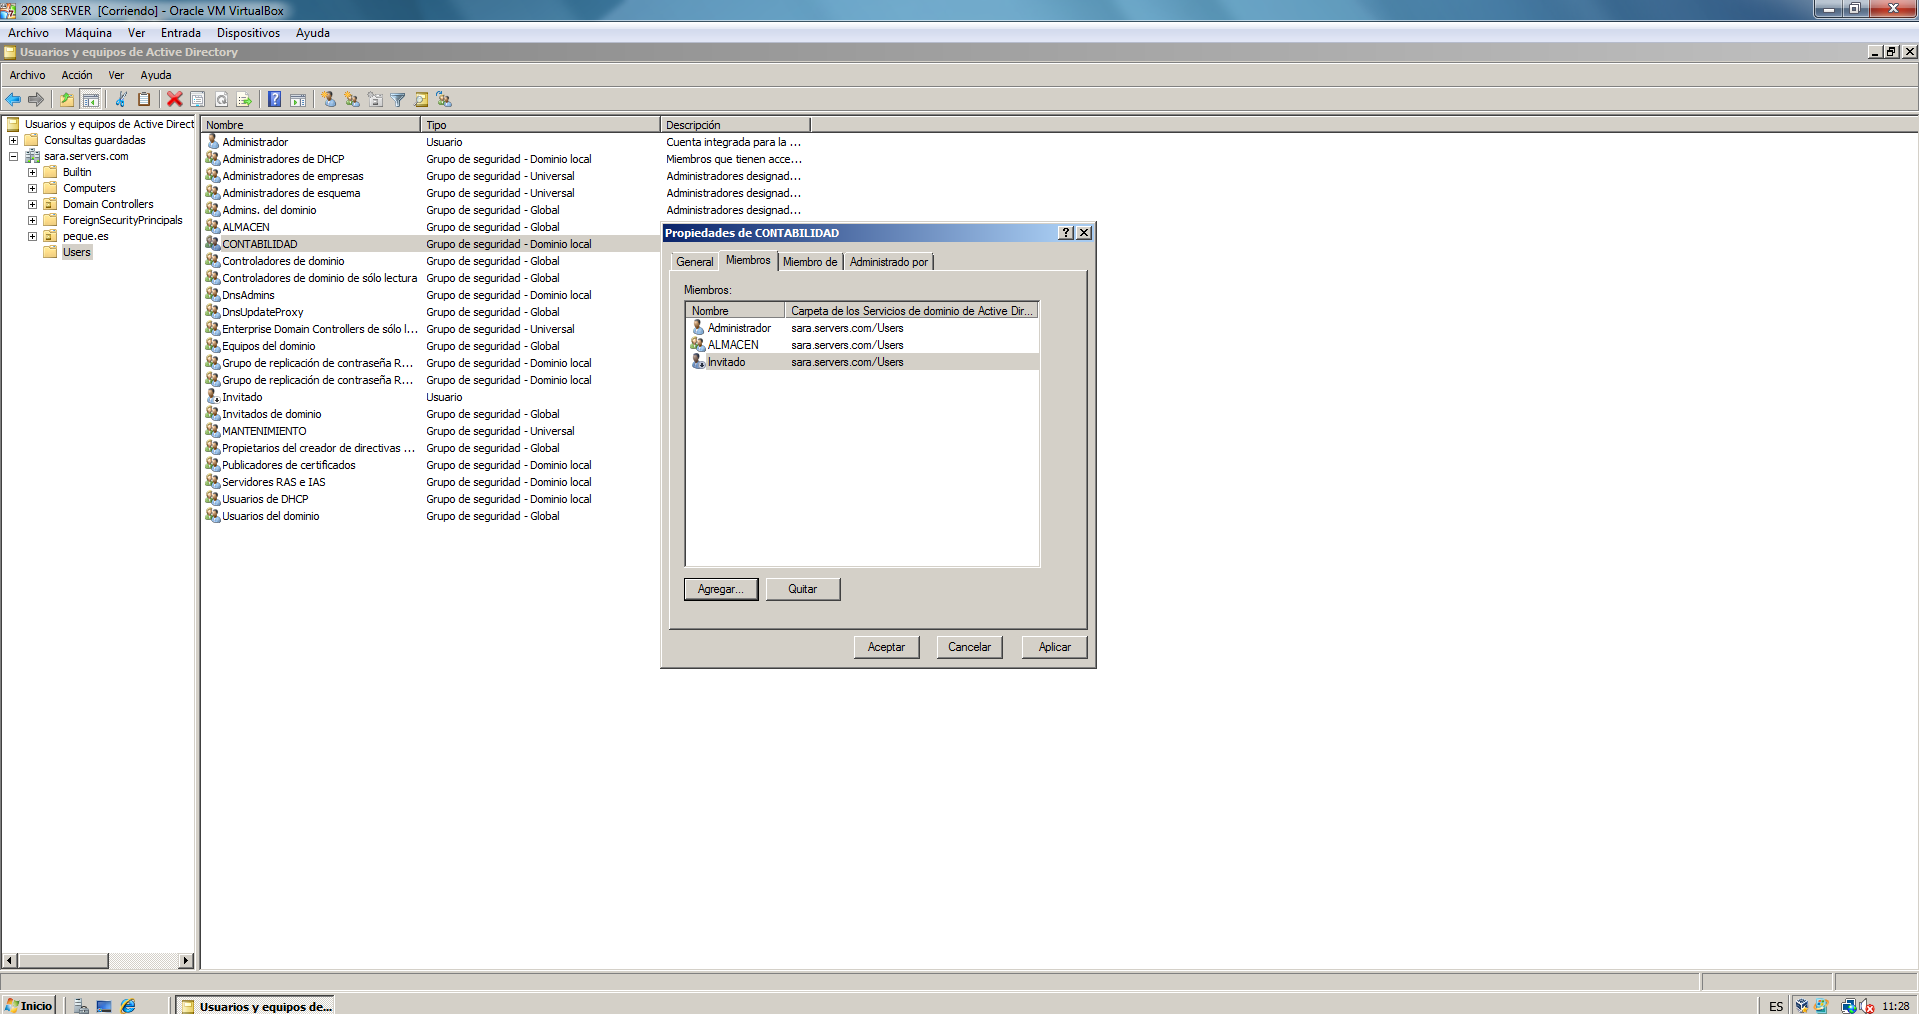 2008 SERVER [Corriendo] - Oracle VM VirtualBox
Archivo Máquina Ver Entrada Dispositivos Ayuda
Usuarios y equipos de Active Directory
Archivo Acción Ver Ayuda
Usuarios y equipos de Active Direct
Consultas guardadas
sara.servers.com
Builtin
Computers
Domain Controllers
ForeignSecurityPrincipals
peque.es
Users
Nombre Tipo Descripción
Administrador Usuario Cuenta integrada para la ...
Administradores de DHCP Grupo de seguridad - Dominio local Miembros que tienen acce...
Administradores de empresas Grupo de seguridad - Universal Administradores designad...
Administradores de esquema Grupo de seguridad - Universal Administradores designad...
Admins. del dominio Grupo de seguridad - Global Administradores designad...
ALMACEN Grupo de seguridad - Global
CONTABILIDAD Grupo de seguridad - Dominio local
Controladores de dominio Grupo de seguridad - Global
Controladores de dominio de sólo lectura Grupo de seguridad - Global
DnsAdmins Grupo de seguridad - Dominio local
DnsUpdateProxy Grupo de seguridad - Global
Enterprise Domain Controllers de sólo l... Grupo de seguridad - Universal
Equipos del dominio Grupo de seguridad - Global
Grupo de replicación de contraseña R... Grupo de seguridad - Dominio local
Grupo de replicación de contraseña R... Grupo de seguridad - Dominio local
Invitado Usuario
Invitados de dominio Grupo de seguridad - Global
MANTENIMIENTO Grupo de seguridad - Universal
Propietarios del creador de directivas ... Grupo de seguridad - Global
Publicadores de certificados Grupo de seguridad - Dominio local
Servidores RAS e IAS Grupo de seguridad - Dominio local
Usuarios de DHCP Grupo de seguridad - Dominio local
Usuarios del dominio Grupo de seguridad - Global
Propiedades de CONTABILIDAD
General Miembros Miembro de Administrado por
Miembros:
Nombre Carpeta de los Servicios de dominio de Active Dir...
Administrador sara.servers.com/Users
ALMACEN sara.servers.com/Users
Invitado sara.servers.com/Users
Agregar... Quitar
Aceptar Cancelar Aplicar
Inicio Usuarios y equipos de... ES 11:28